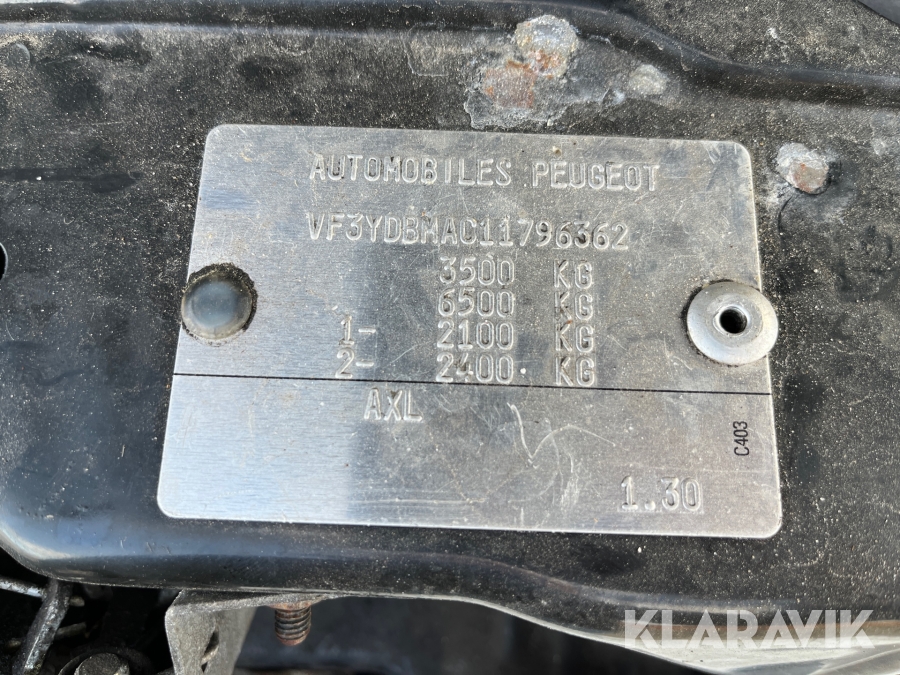 AUTOMOBILES PEUGEOT
VF3YDBMAC11796362
3500 KG
6500 KG
1- 2100 KG
2- 2400 KG
AXL
C403
1.30
KLARAVIK